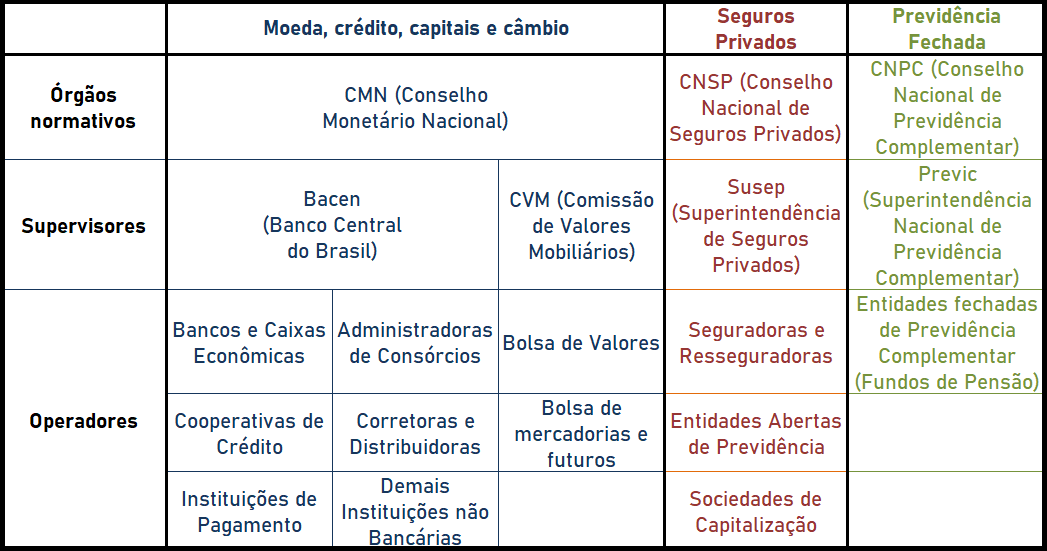 Moeda, crédito, capitais e câmbio
Seguros
Privados
Previdência
Fechada
Órgãos
normativos
CMN (Conselho
Monetário Nacional)
CNSP (Conselho
Nacional de
Seguros Privados)
CNPC (Conselho
Nacional de
Previdência
Complementar)
Supervisores
Bacen
(Banco Central
do Brasil)
CVM (Comissão
de Valores
Mobiliários)
Susep
(Superintendência
de Seguros
Privados)
Previc
(Superintendência
Nacional de
Previdência
Complementar)
Operadores
Bancos e Caixas
Econômicas
Administradoras
de Consórcios
Bolsa de Valores
Seguradoras e
Resseguradoras
Entidades fechadas
de Previdência
Complementar
(Fundos de Pensão)
Cooperativas de
Crédito
Corretoras e
Distribuidoras
Bolsa de
mercadorias e
futuros
Entidades Abertas
de Previdência
Instituições de
Pagamento
Demais
Instituições não
Bancárias
Sociedades de
Capitalização